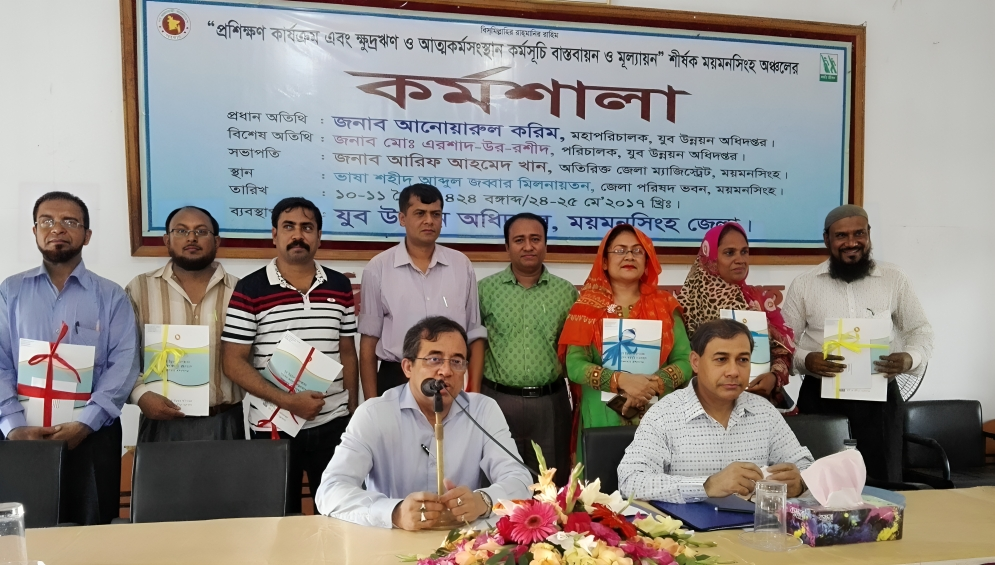 বিসমিল্লাহির রাহমানির রাহিম
“প্রশিক্ষণ কার্যক্রম এবং ক্ষুদ্রঋণ ও আত্মকর্মসংস্থান কর্মসূচি বাস্তবায়ন ও মূল্যায়ন” শীর্ষক ময়মনসিংহ অঞ্চলের
কর্মশালা
প্রধান অতিথি : জনাব আনোয়ারুল করিম, মহাপরিচালক, যুব উন্নয়ন অধিদপ্তর।
বিশেষ অতিথি : জনাব মোঃ এরশাদ-উর-রশীদ, পরিচালক, যুব উন্নয়ন অধিদপ্তর।
সভাপতি : জনাব আরিফ আহমেদ খান, অতিরিক্ত জেলা ম্যাজিস্ট্রেট, ময়মনসিংহ।
স্থান : ভাষা শহীদ আব্দুল জব্বার মিলনায়তন, জেলা পরিষদ ভবন, ময়মনসিংহ।
তারিখ : ১০-১১ ৪২৪ বঙ্গাব্দ/২৪-২৫ মে'২০১৭ খ্রিঃ।
যুব অধিদপ্তর, ময়মনসিংহ জেলা।